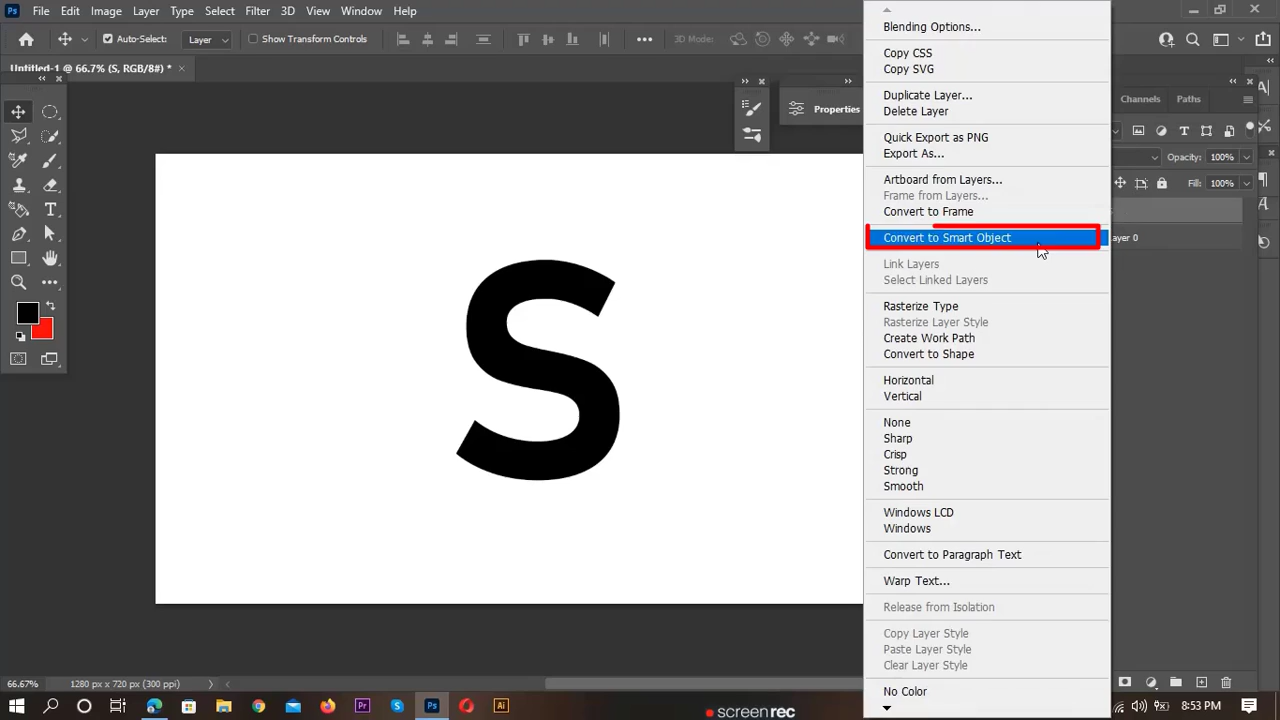 Ps File Edit Image Layer Type Select Filter 3D View Window Help
Auto-Select: Layer Show Transform Controls ••• 3D Mode:
Untitled-1 @ 66.7% (S, RGB/8#) * ×
Properties
Channels Paths
Opacity: 100%
Fill: 100%
ayer 0
S
Blending Options...
Copy CSS
Copy SVG
Duplicate Layer...
Delete Layer
Quick Export as PNG
Export As...
Artboard from Layers...
Frame from Layers...
Convert to Frame
Convert to Smart Object
Link Layers
Select Linked Layers
Rasterize Type
Rasterize Layer Style
Create Work Path
Convert to Shape
Horizontal
Vertical
None
Sharp
Crisp
Strong
Smooth
Windows LCD
Windows
Convert to Paragraph Text
Warp Text...
Release from Isolation
Copy Layer Style
Paste Layer Style
Clear Layer Style
No Color
66.67% 1280 px x 720 px (300 ppi)
Pr S Ps Ai
screenrec
8:53 PM